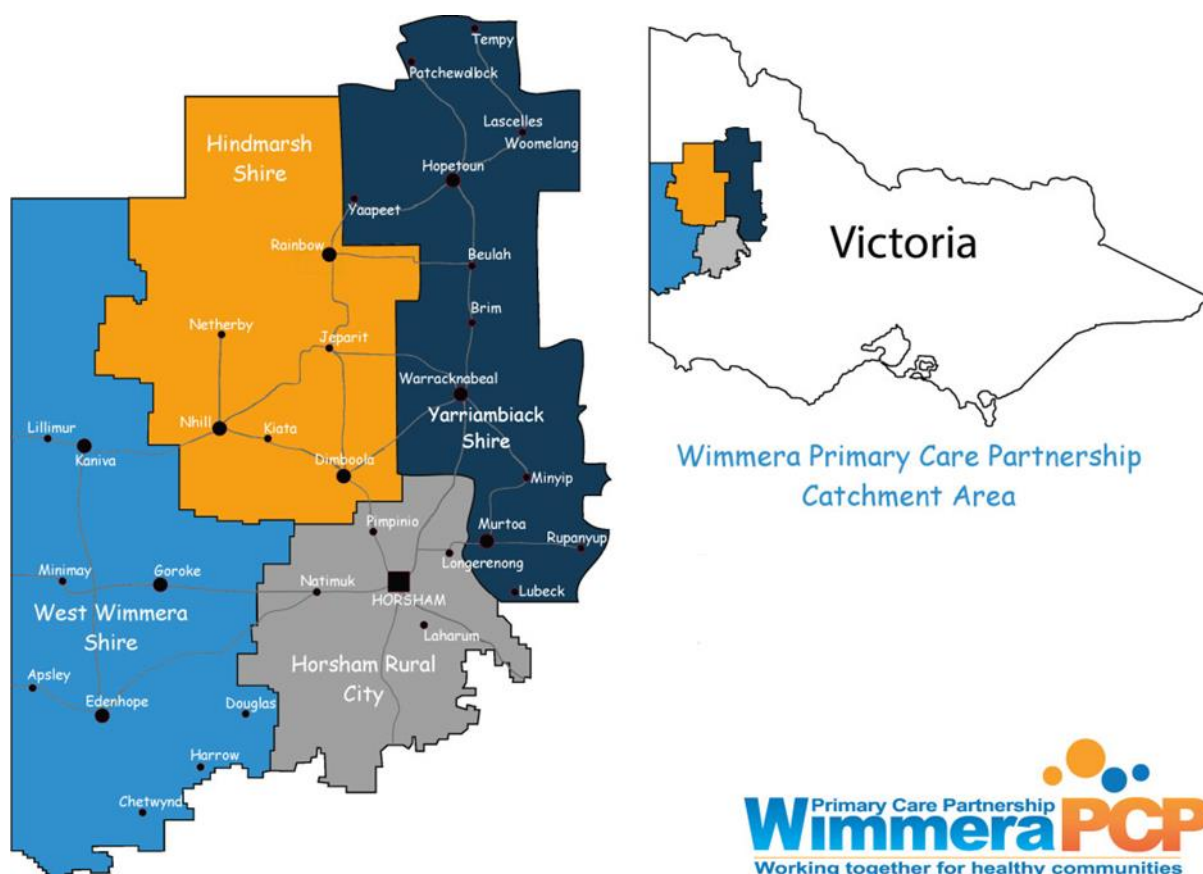 Tempy
Patchewollock
Lascelles
Woomelang
Hindmarsh
Shire
Hopetoun
Yaapeet
Rainbow
Beulah
Brim
Netherby
Jeparit
Warracknabeal
Yarriambiack
Shire
Nhill
Kiata
Lillimur
Kaniva
Dimboola
Minyip
Pimpinio
Murtoa
Rupanyup
Longerenong
Minimay
Goroke
Natimuk
HORSHAM
Lubeck
West Wimmera
Shire
Laharum
Horsham Rural
City
Apsley
Edenhope
Douglas
Harrow
Chetwynd
Victoria
Wimmera Primary Care Partnership
Catchment Area
Primary Care Partnership
Wimmera PCP
Working together for healthy communities